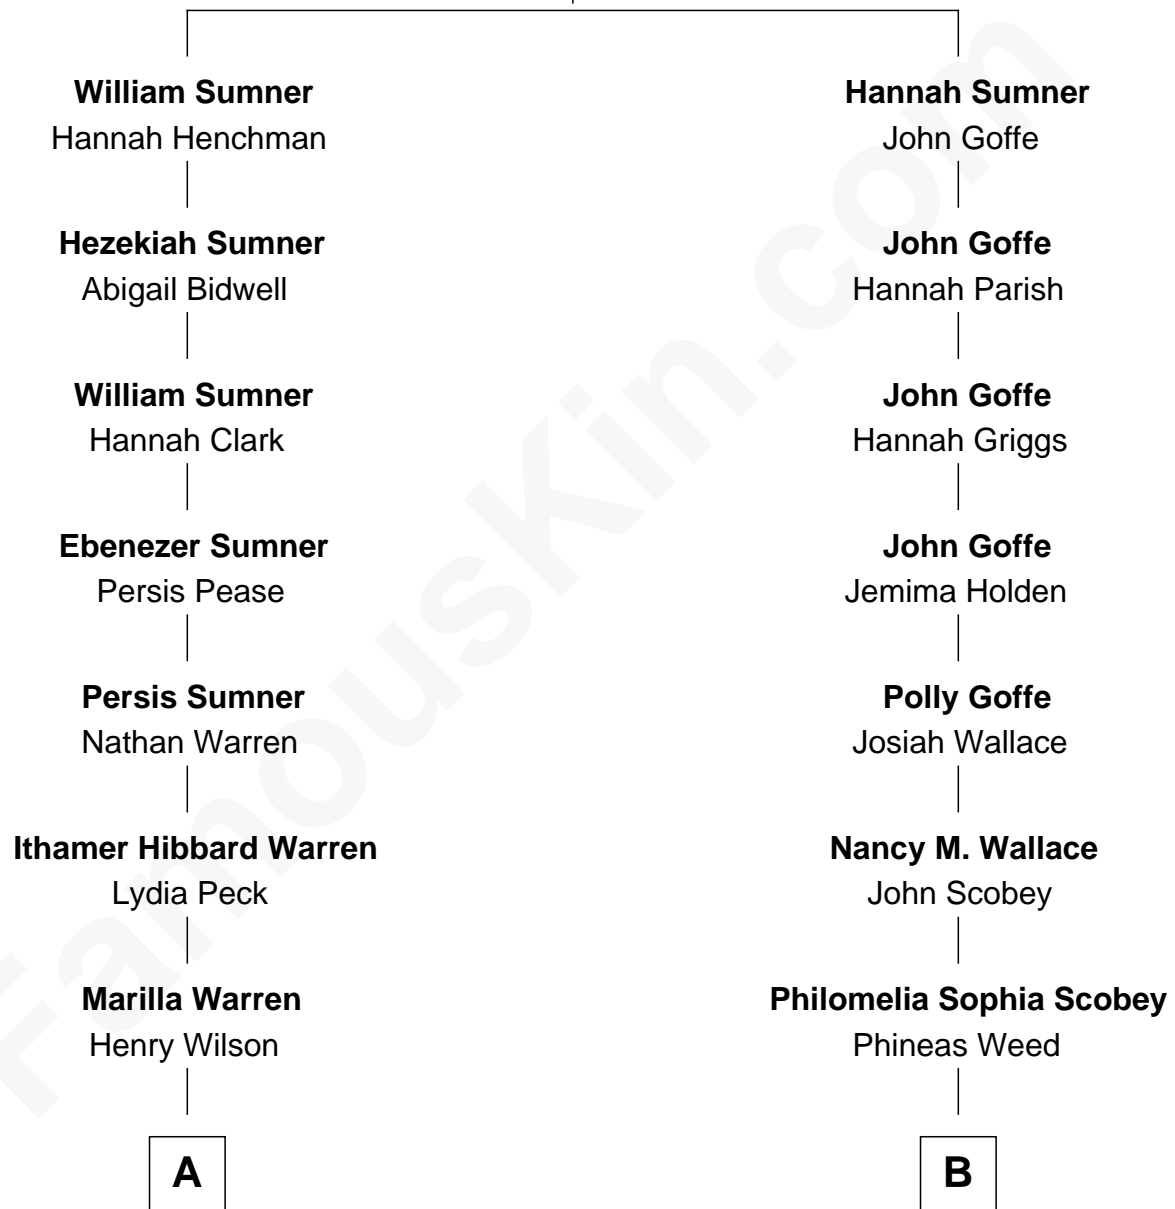 William Sumner
Hannah Henchman
Hezekiah Sumner
Abigail Bidwell
William Sumner
Hannah Clark
Ebenezer Sumner
Persis Pease
Persis Sumner
Nathan Warren
Ithamer Hibbard Warren
Lydia Peck
Marilla Warren
Henry Wilson
A
Hannah Sumner
John Goffe
John Goffe
Hannah Parish
John Goffe
Hannah Griggs
John Goffe
Jemima Holden
Polly Goffe
Josiah Wallace
Nancy M. Wallace
John Scobey
Philomelia Sophia Scobey
Phineas Weed
B
FamousKin.com